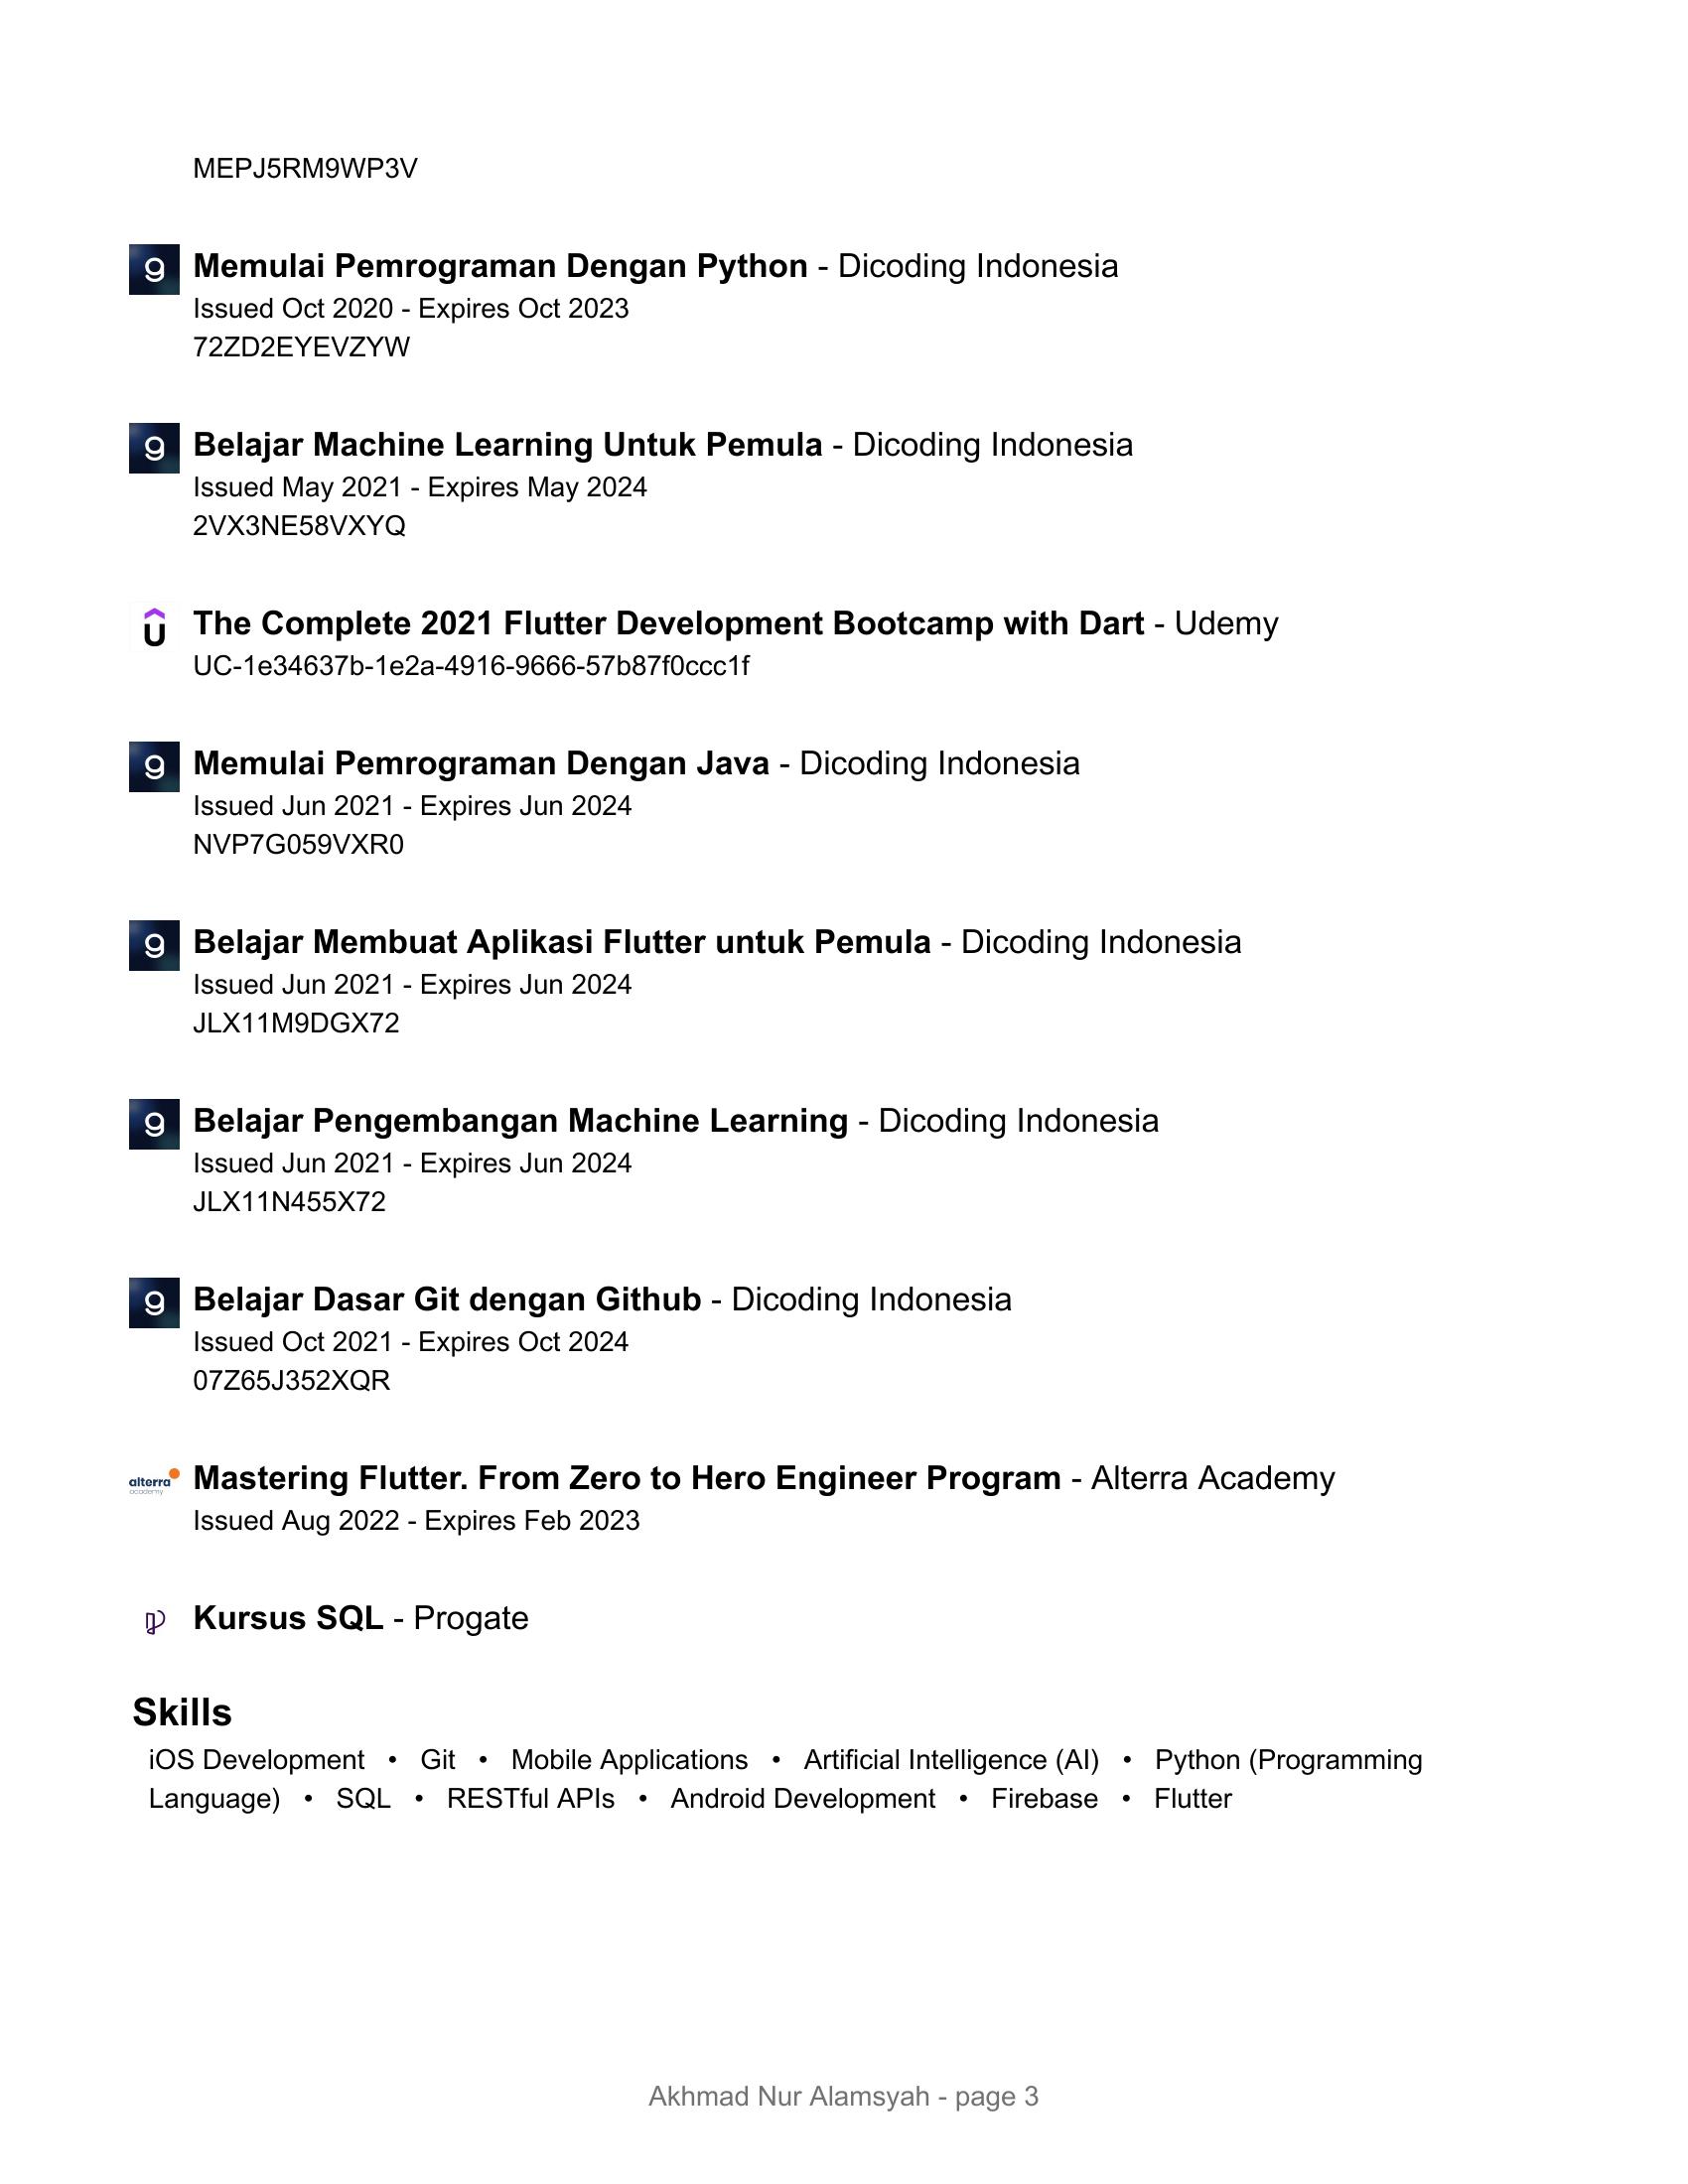 MEPJ5RM9WP3V
Memulai Pemrograman Dengan Python - Dicoding Indonesia
Issued Oct 2020 - Expires Oct 2023
72ZD2EYEVZYW
Belajar Machine Learning Untuk Pemula - Dicoding Indonesia
Issued May 2021 - Expires May 2024
2VX3NE58VXYQ
The Complete 2021 Flutter Development Bootcamp with Dart - Udemy
UC-1e34637b-1e2a-4916-9666-57b87f0ccc1f
Memulai Pemrograman Dengan Java - Dicoding Indonesia
Issued Jun 2021 - Expires Jun 2024
NVP7G059VXR0
Belajar Membuat Aplikasi Flutter untuk Pemula - Dicoding Indonesia
Issued Jun 2021 - Expires Jun 2024
JLX11M9DGX72
Belajar Pengembangan Machine Learning - Dicoding Indonesia
Issued Jun 2021 - Expires Jun 2024
JLX11N455X72
Belajar Dasar Git dengan Github - Dicoding Indonesia
Issued Oct 2021 - Expires Oct 2024
07Z65J352XQR
alterra
academy
Mastering Flutter. From Zero to Hero Engineer Program - Alterra Academy
Issued Aug 2022 - Expires Feb 2023
Kursus SQL - Progate
Skills
iOS Development • Git • Mobile Applications • Artificial Intelligence (AI) • Python (Programming
Language) • SQL • RESTful APIs • Android Development • Firebase • Flutter
Akhmad Nur Alamsyah - page 3